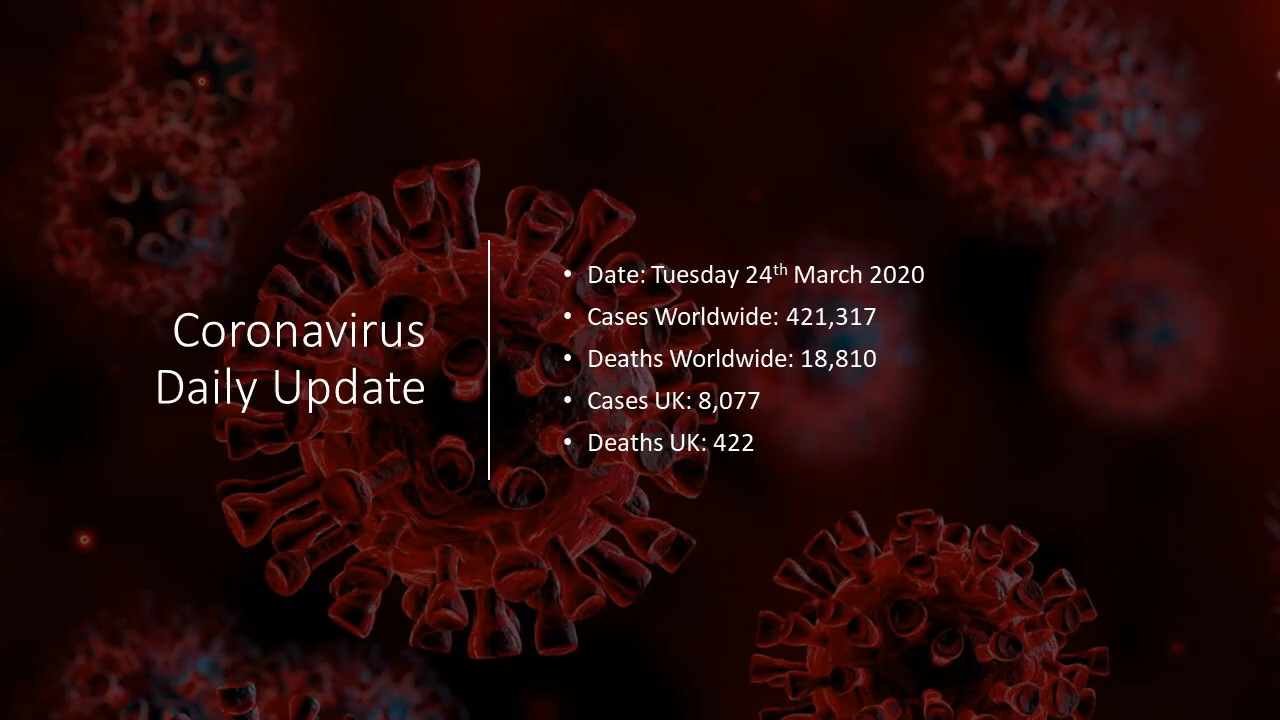 Coronavirus
Daily Update
• Date: Tuesday 24th March 2020
• Cases Worldwide: 421,317
• Deaths Worldwide: 18,810
• Cases UK: 8,077
• Deaths UK: 422